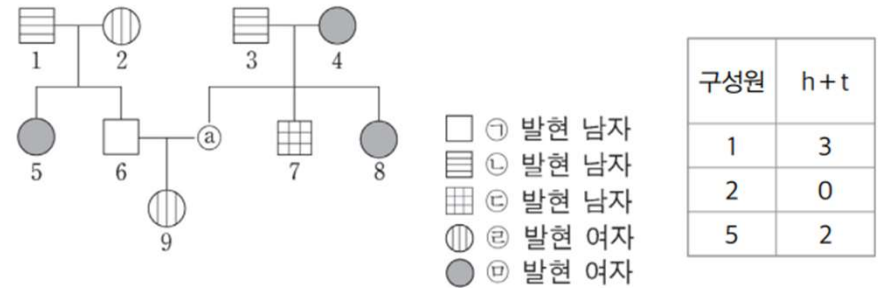 1 2 3 4
ⓐ
5 6 7 8
9
㉠ 발현 남자
㉡ 발현 남자
㉢ 발현 남자
㉣ 발현 여자
㉤ 발현 여자
구성원 h+t
1 3
2 0
5 2